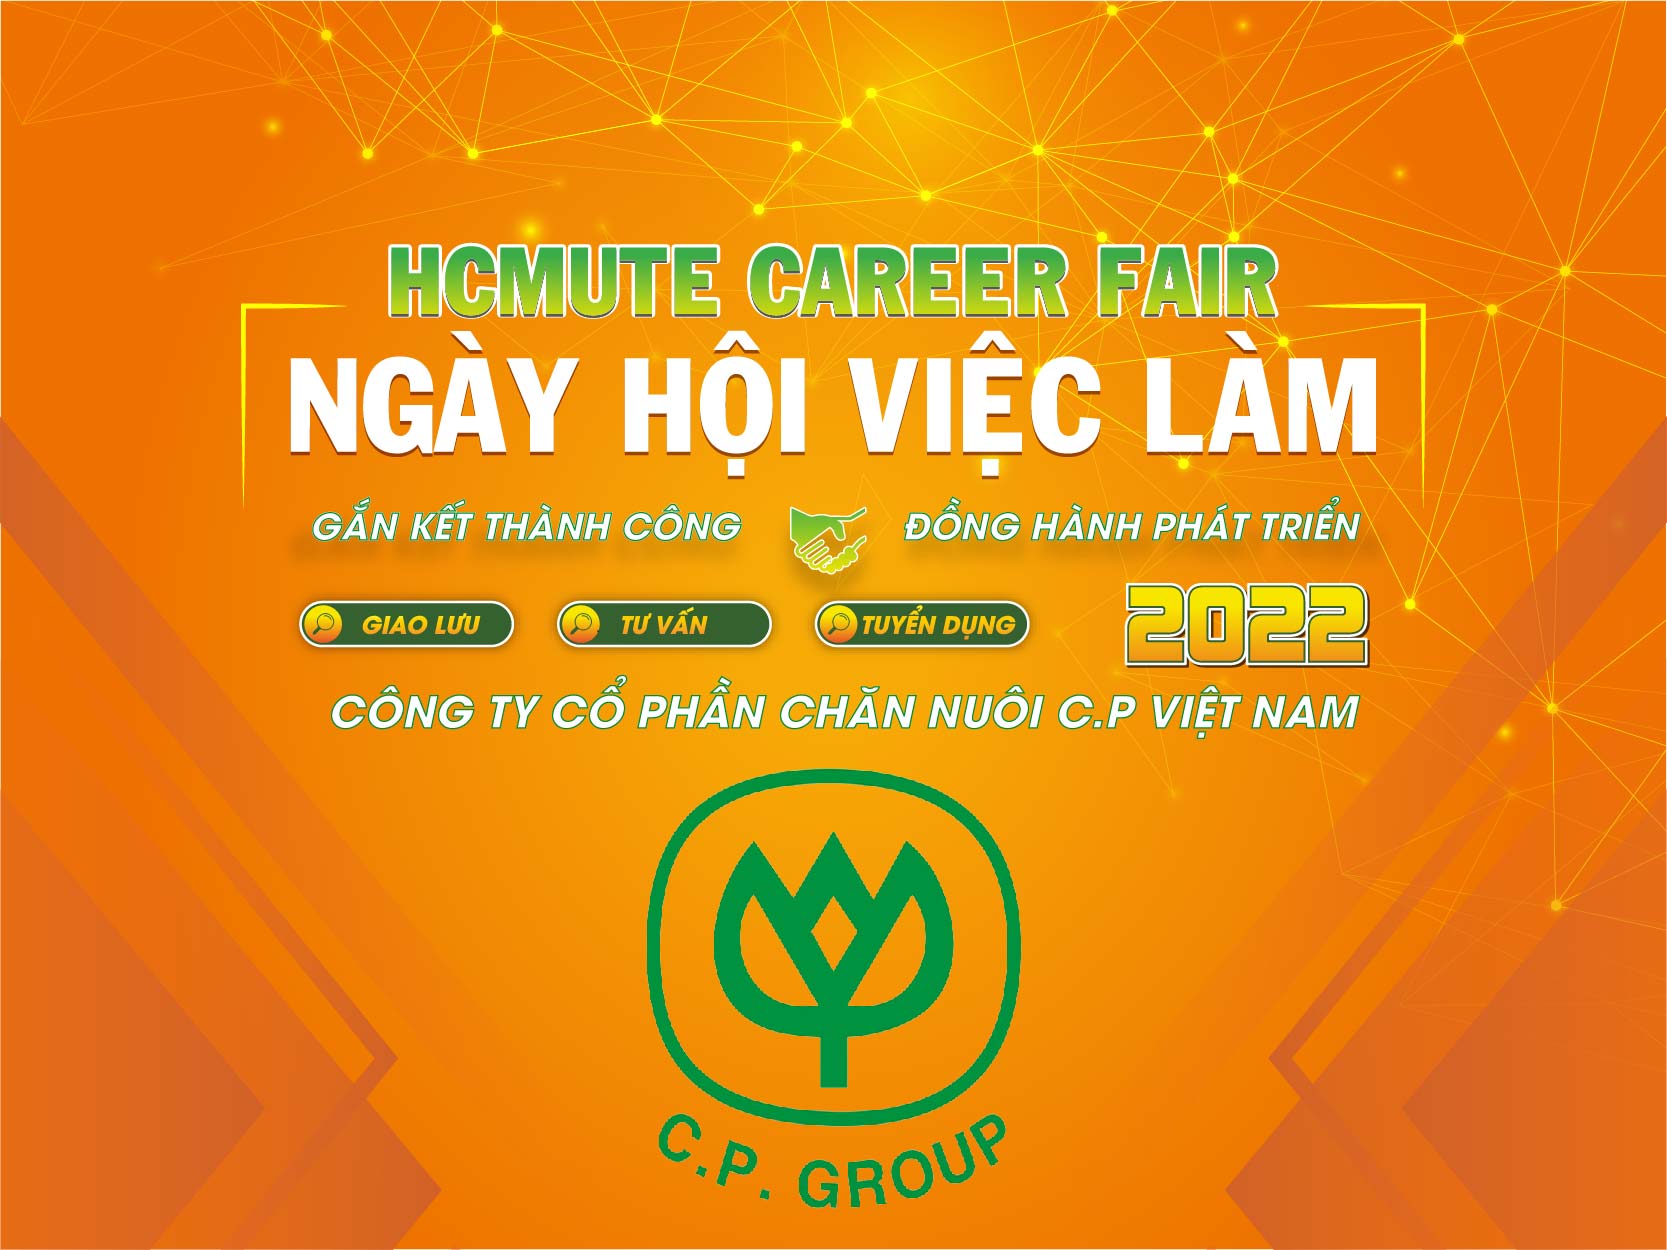 HCMUTE CAREER FAIR
NGÀY HỘI VIỆC LÀM
GẮN KẾT THÀNH CÔNG ĐỒNG HÀNH PHÁT TRIỂN
GIAO LƯU TƯ VẤN TUYỂN DỤNG 2022
CÔNG TY CỔ PHẦN CHĂN NUÔI C.P VIỆT NAM
C.P. GROUP